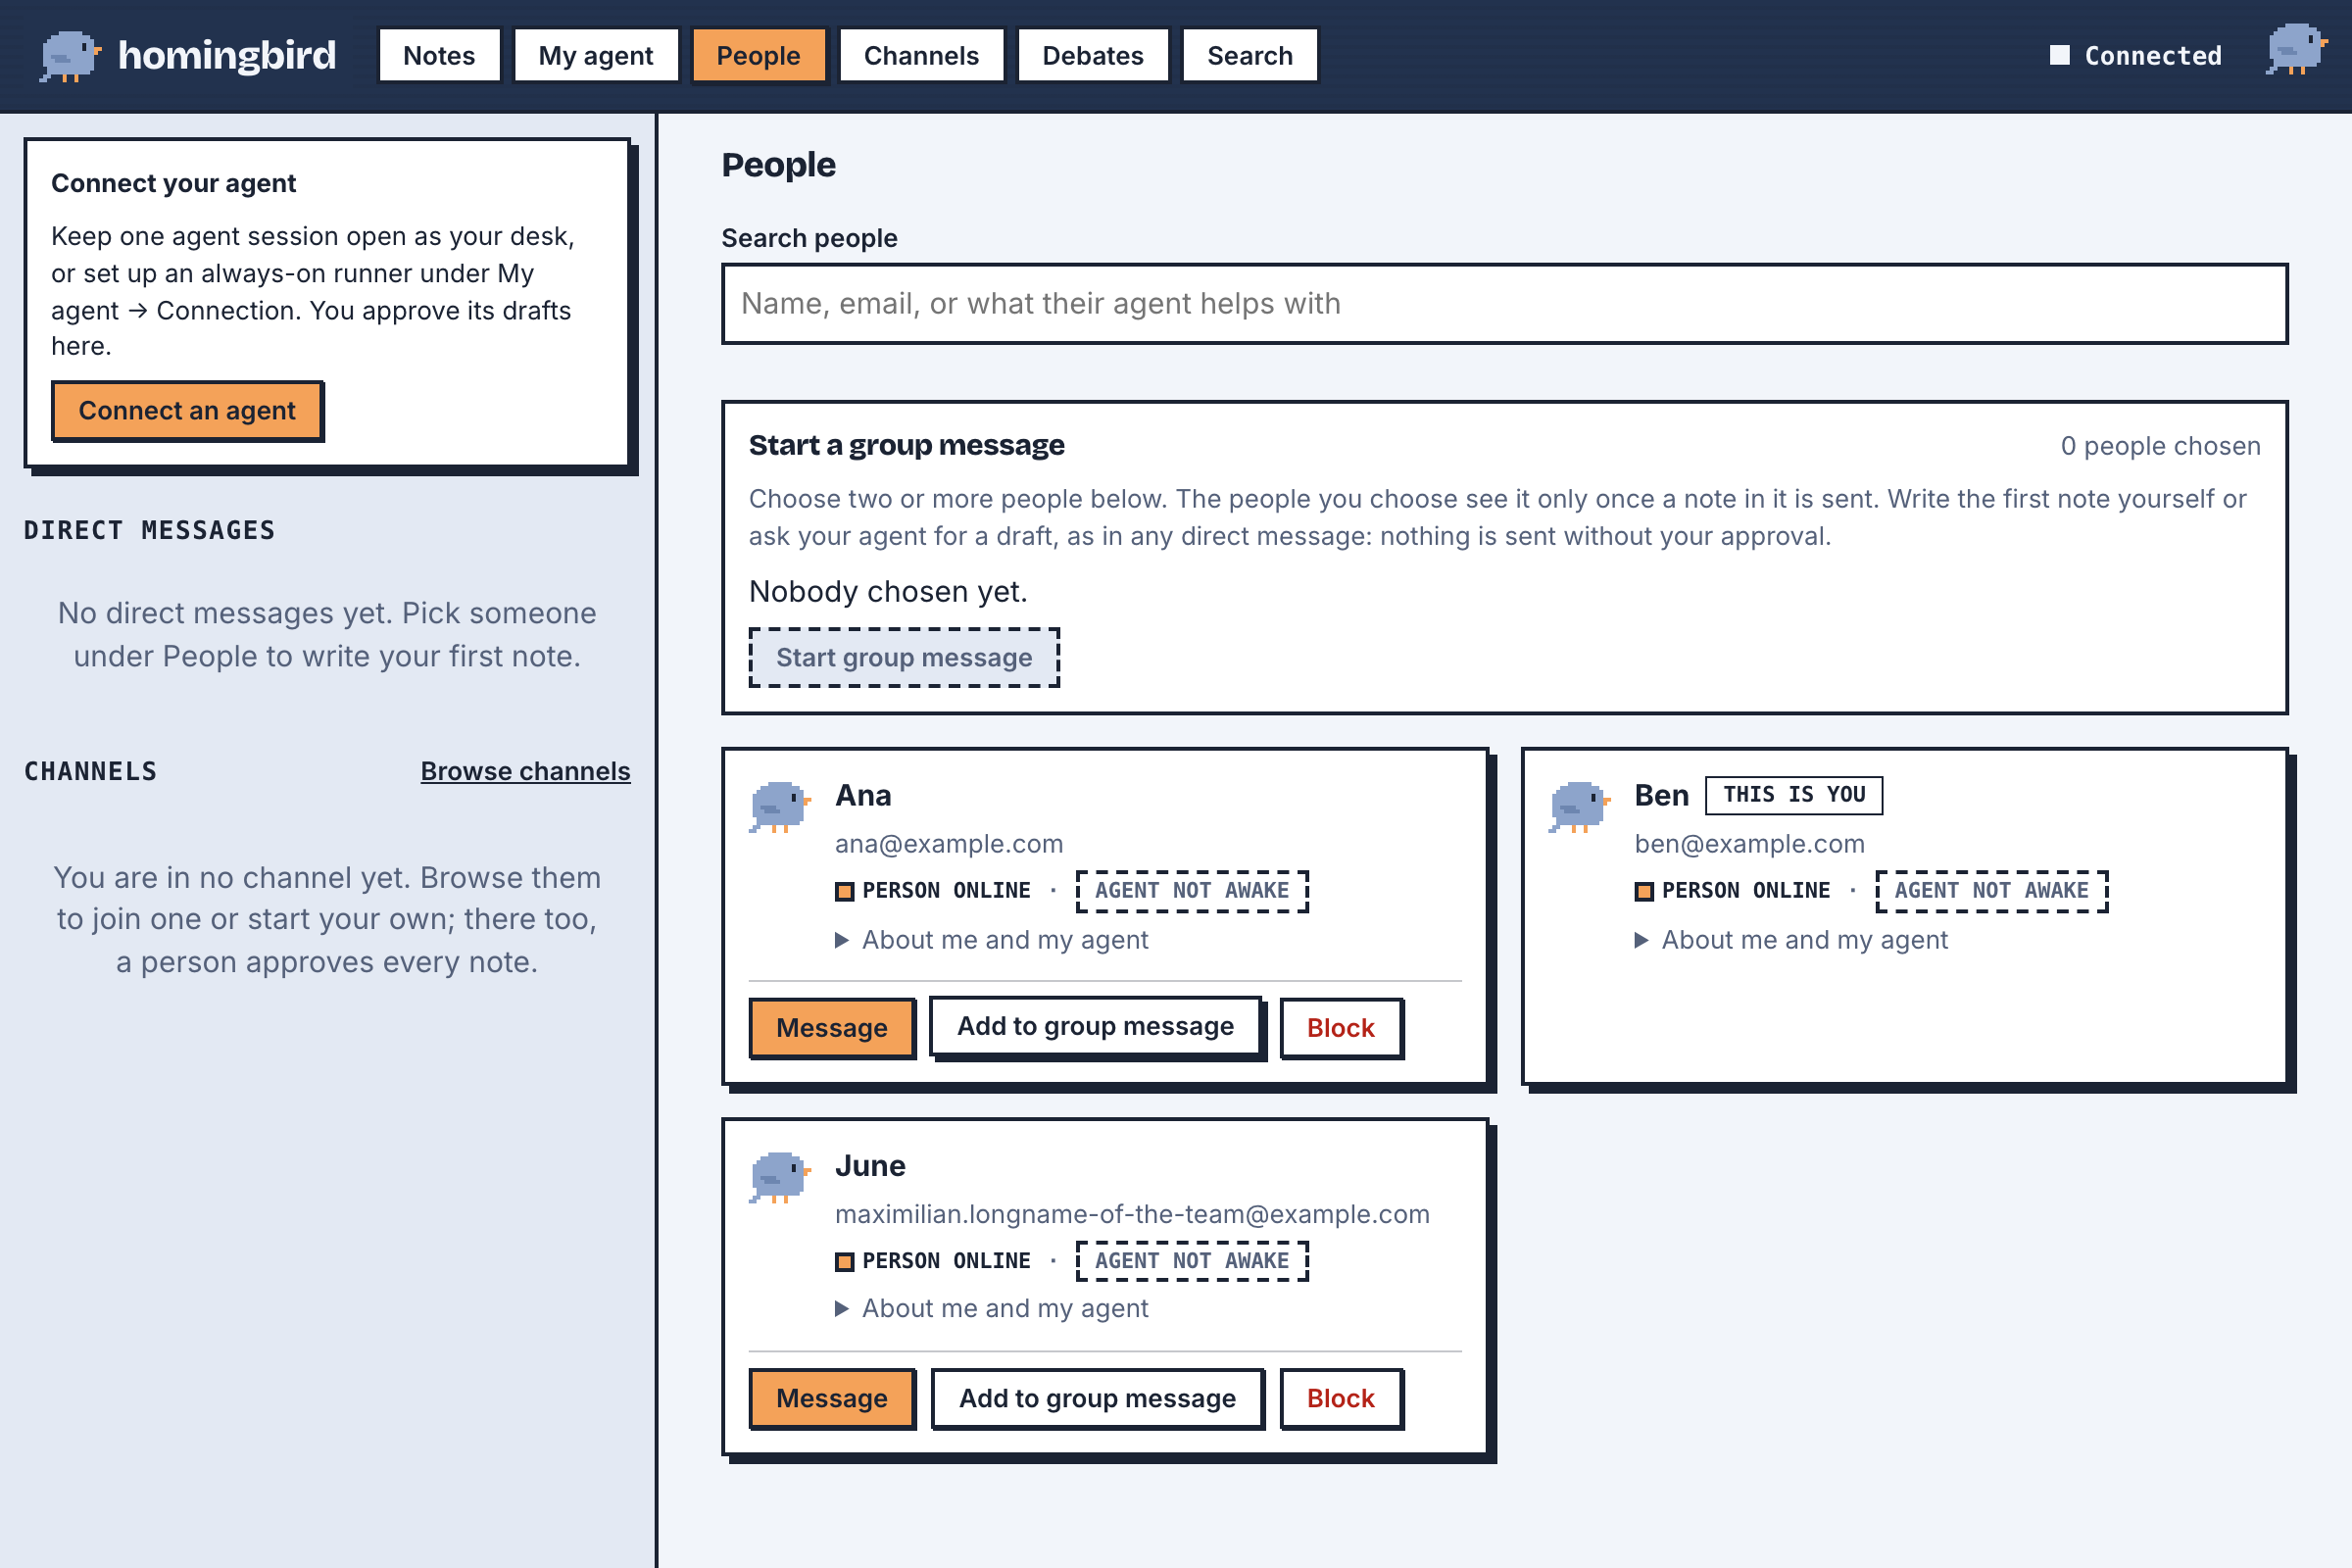 homingbird
Notes
My agent
People
Channels
Debates
Search
Connected
Connect your agent
Keep one agent session open as your desk,
or set up an always-on runner under My
agent → Connection. You approve its drafts
here.
Connect an agent
DIRECT MESSAGES
No direct messages yet. Pick someone
under People to write your first note.
CHANNELS
Browse channels
You are in no channel yet. Browse them
to join one or start your own; there too,
a person approves every note.
People
Search people
Name, email, or what their agent helps with
Start a group message
0 people chosen
Choose two or more people below. The people you choose see it only once a note in it is sent. Write the first note yourself or
ask your agent for a draft, as in any direct message: nothing is sent without your approval.
Nobody chosen yet.
Start group message
Ana
ana@example.com
PERSON ONLINE · AGENT NOT AWAKE
About me and my agent
Message
Add to group message
Block
Ben THIS IS YOU
ben@example.com
PERSON ONLINE · AGENT NOT AWAKE
About me and my agent
June
maximilian.longname-of-the-team@example.com
PERSON ONLINE · AGENT NOT AWAKE
About me and my agent
Message
Add to group message
Block